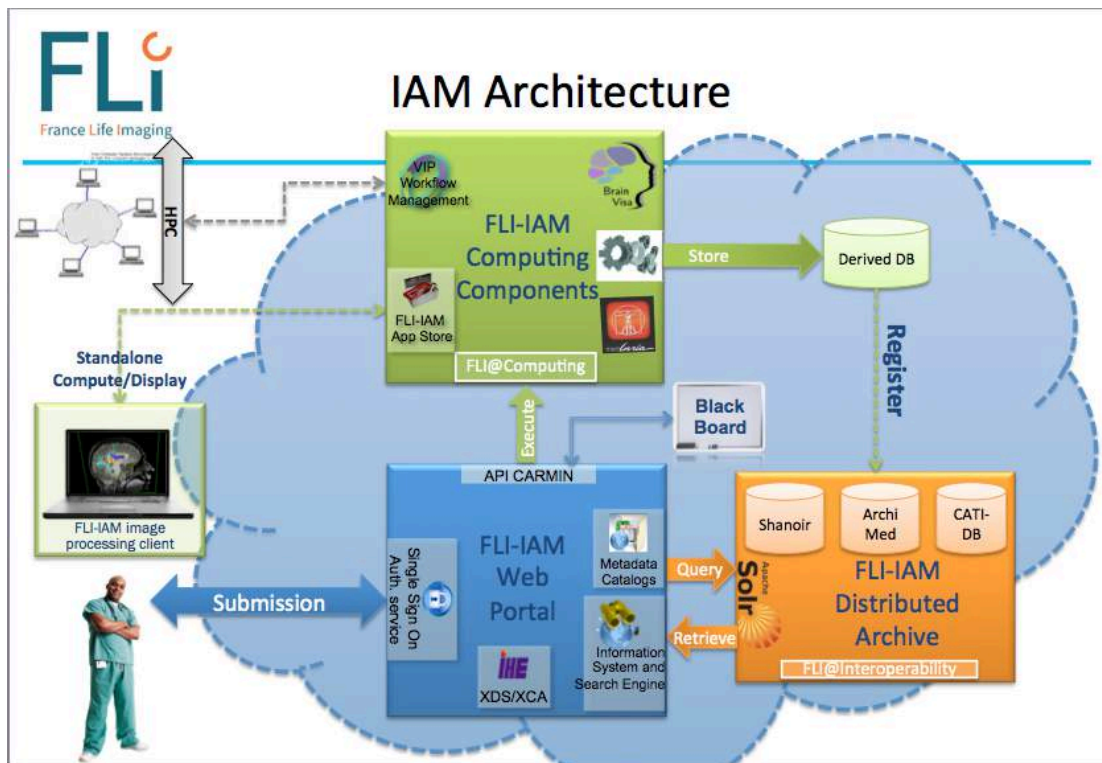 FLi
France Life Imaging
IAM Architecture
HPC
VIP
Workflow
Management
Brain
Visa
FLI-IAM
Computing
Components
FLI-IAM
App Store
FLI@Computing
Store
Derived DB
Register
Standalone
Compute/Display
FLI-IAM image
processing client
Execute
Black
Board
API CARMIN
Single Sign On
Auth. service
FLI-IAM
Web
Portal
Metadata
Catalogs
Information
System and
Search Engine
IHE
XDS/XCA
Submission
Query
Retrieve
Shanoir
Archi
Med
CATI-
DB
Apache
Solr
FLI-IAM
Distributed
Archive
FLI@Interoperability